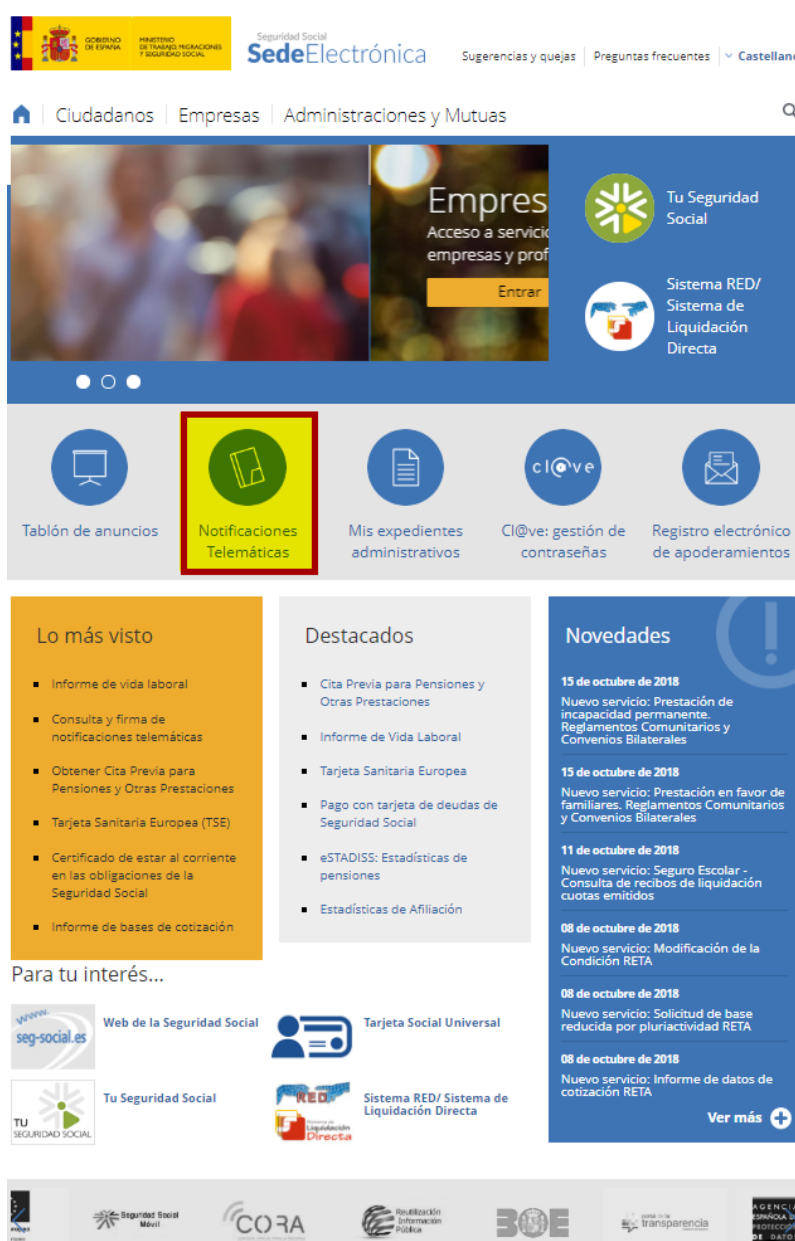 GOBIERNO
DE ESPAÑA
MINISTERIO
DE TRABAJO, MIGRACIONES
Y SEGURIDAD SOCIAL
Seguridad Social
SedeElectrónica
Sugerencias y quejas
Preguntas frecuentes
Castellano
Ciudadanos
Empresas
Administraciones y Mutuas
Empres
Acceso a servicio
empresas y prof
Entrar
Tu Seguridad
Social
Sistema RED/
Sistema de
Liquidación
Directa
Tablón de anuncios
Notificaciones
Telemáticas
Mis expedientes
administrativos
cl@ve
Cl@ve: gestión de
contraseñas
Registro electrónico
de apoderamientos
Lo más visto
Informe de vida laboral
Consulta y firma de
notificaciones telemáticas
Obtener Cita Previa para
Pensiones y Otras Prestaciones
Tarjeta Sanitaria Europea (TSE)
Certificado de estar al corriente
en las obligaciones de la
Seguridad Social
Informe de bases de cotización
Destacados
Cita Previa para Pensiones y
Otras Prestaciones
Informe de Vida Laboral
Tarjeta Sanitaria Europea
Pago con tarjeta de deudas de
Seguridad Social
eSTADISS: Estadísticas de
pensiones
Estadísticas de Afiliación
Novedades
15 de octubre de 2018
Nuevo servicio: Prestación de
incapacidad permanente.
Reglamentos Comunitarios y
Convenios Bilaterales
15 de octubre de 2018
Nuevo servicio: Prestación en favor de
familiares. Reglamentos Comunitarios
y Convenios Bilaterales
11 de octubre de 2018
Nuevo servicio: Seguro Escolar -
Consulta de recibos de liquidación
cuotas emitidos
08 de octubre de 2018
Nuevo servicio: Modificación de la
Condición RETA
08 de octubre de 2018
Nuevo servicio: Solicitud de base
reducida por pluriactividad RETA
08 de octubre de 2018
Nuevo servicio: Informe de datos de
cotización RETA
Ver más
Para tu interés...
www.
seg-social.es
Web de la Seguridad Social
Tarjeta Social Universal
TU
SEGURIDAD SOCIAL
Tu Seguridad Social
RED
Liquidación
Directa
Sistema RED/ Sistema de
Liquidación Directa
Seguridad Social
Móvil
CORA
Reutilización
Información
Pública
BOE
transparencia
AGENCIA
ESPAÑOLA D
PROTECCIÓ
DE DATO